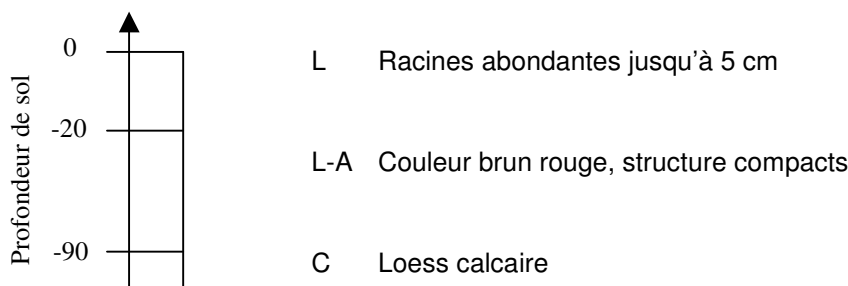 0
L Racines abondantes jusqu'à 5 cm
-20
L-A Couleur brun rouge, structure compacts
Profondeur de sol
-90
C Loess calcaire